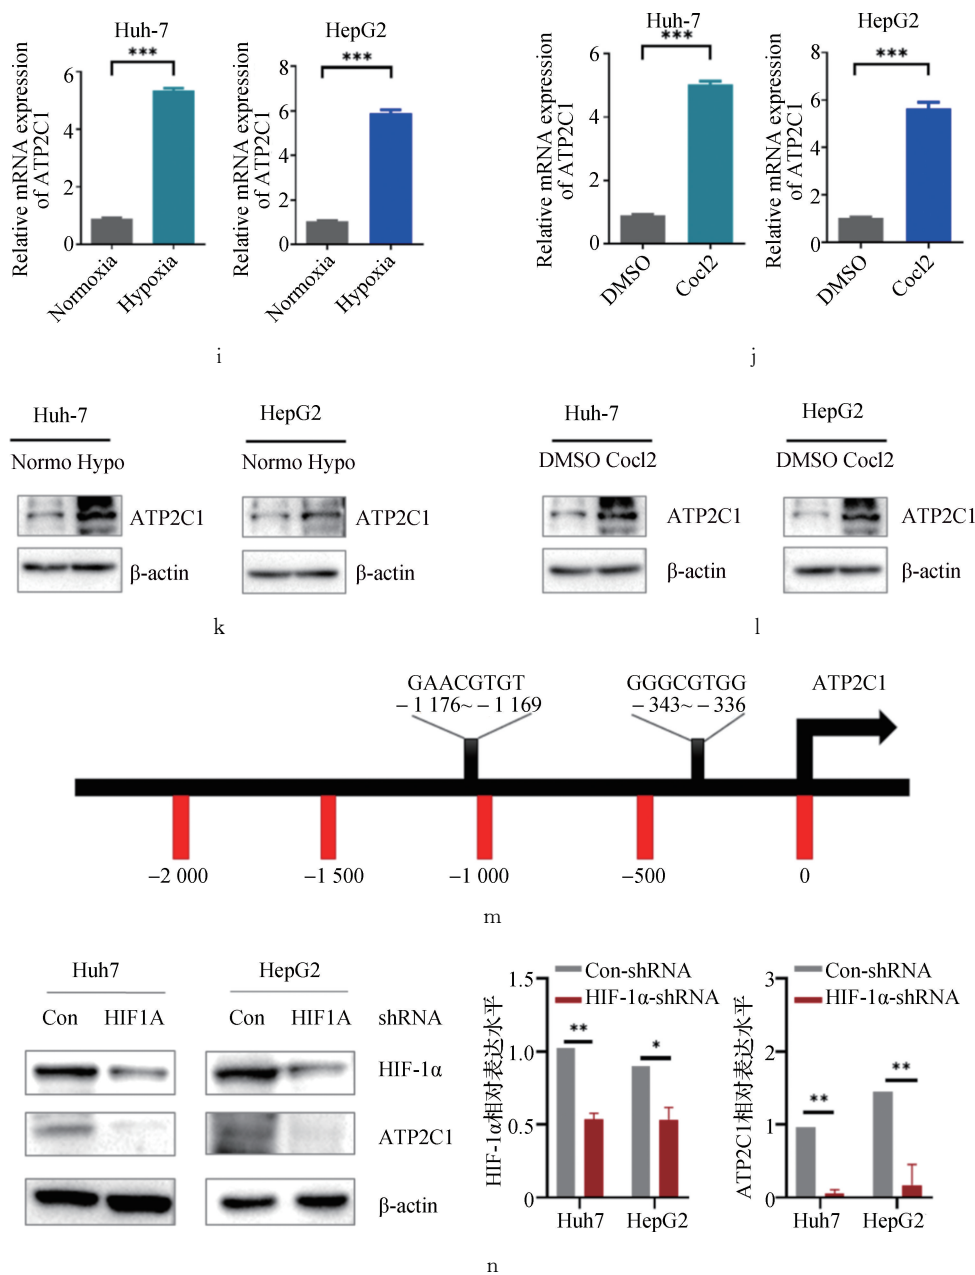 Huh-7
***
Relative mRNA expression
of ATP2C1
6
4
2
0
Normoxia
Hypoxia
HepG2
***
Relative mRNA expression
of ATP2C1
8
6
4
2
0
Normoxia
Hypoxia
i
Huh-7
***
Relative mRNA expression
of ATP2C1
6
4
2
0
DMSO
Cocl2
HepG2
***
Relative mRNA expression
of ATP2C1
8
6
4
2
0
DMSO
Cocl2
j
Huh-7
Normo Hypo
ATP2C1
β-actin
HepG2
Normo Hypo
ATP2C1
β-actin
k
Huh-7
DMSO Cocl2
ATP2C1
β-actin
HepG2
DMSO Cocl2
ATP2C1
β-actin
l
GAACGTGT
−1 176~−1 169
GGGCGTGG
−343~−336
ATP2C1
−2 000
−1 500
−1 000
−500
0
m
Huh7
HepG2
Con HIF1A
Con HIF1A
shRNA
HIF-1α
ATP2C1
β-actin
HIF-1α相对表达水平
Con-shRNA
HIF-1α-shRNA
1.5
1.0
0.5
0
**
*
Huh7
HepG2
ATP2C1相对表达水平
Con-shRNA
HIF-1α-shRNA
3
2
1
0
**
**
Huh7
HepG2
n